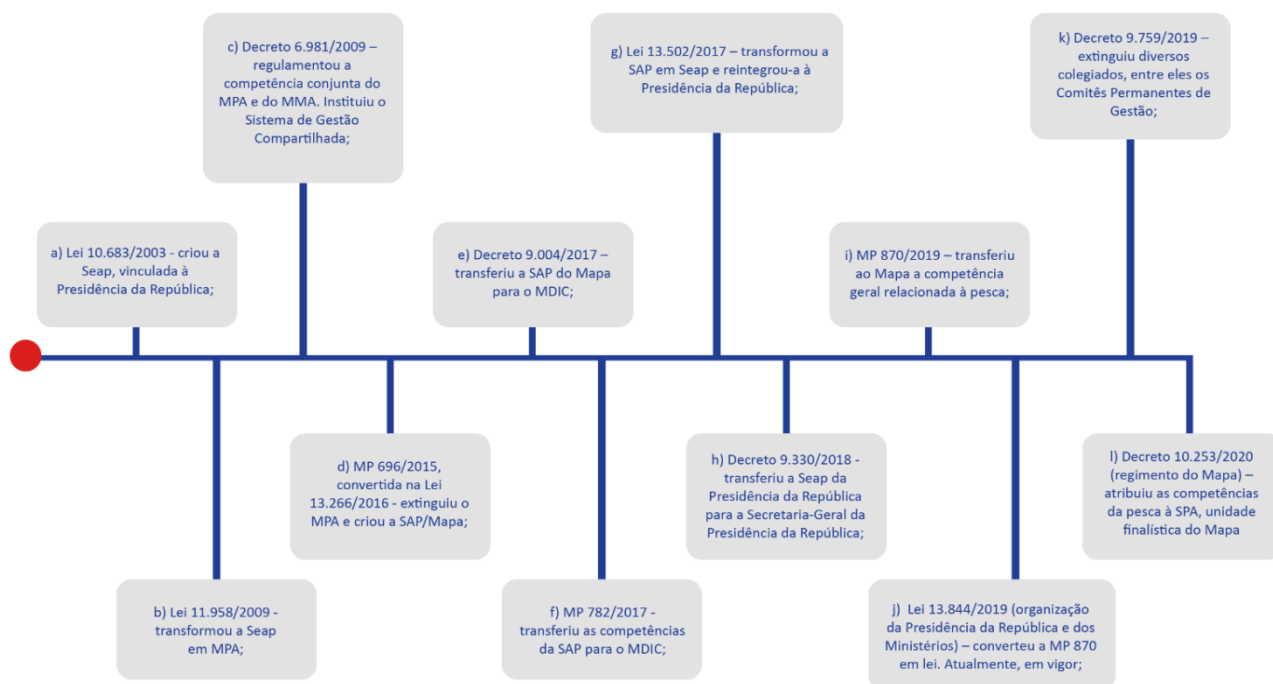 a) Lei 10.683/2003 - criou a
Seap, vinculada à
Presidência da República;
b) Lei 11.958/2009 -
transformou a Seap
em MPA;
c) Decreto 6.981/2009 –
regulamentou a
competência conjunta do
MPA e do MMA. Instituiu o
Sistema de Gestão
Compartilhada;
d) MP 696/2015,
convertida na Lei
13.266/2016 - extinguiu o
MPA e criou a SAP/Mapa;
e) Decreto 9.004/2017 –
transferiu a SAP do Mapa
para o MDIC;
f) MP 782/2017 -
transferiu as competências
da SAP para o MDIC;
g) Lei 13.502/2017 – transformou a
SAP em Seap e reintegrou-a à
Presidência da República;
h) Decreto 9.330/2018 -
transferiu a Seap da
Presidência da República
para a Secretaria-Geral da
Presidência da República;
i) MP 870/2019 – transferiu
ao Mapa a competência
geral relacionada à pesca;
j) Lei 13.844/2019 (organização
da Presidência da República e dos
Ministérios) – converteu a MP 870
em lei. Atualmente, em vigor;
k) Decreto 9.759/2019 –
extinguiu diversos
colegiados, entre eles os
Comitês Permanentes de
Gestão;
l) Decreto 10.253/2020
(regimento do Mapa) –
atribuiu as competências
da pesca à SPA, unidade
finalística do Mapa